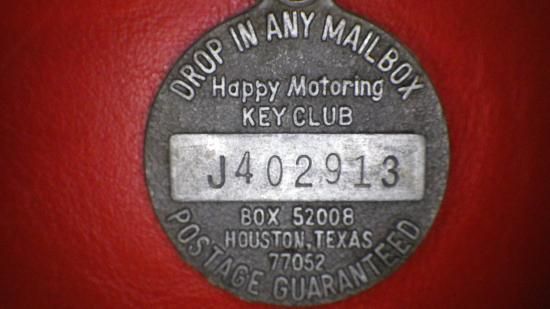 DROP IN ANY MAILBOX
Happy Motoring
KEY CLUB
J402913
BOX 52008
HOUSTON, TEXAS
77052
POSTAGE GUARANTEED